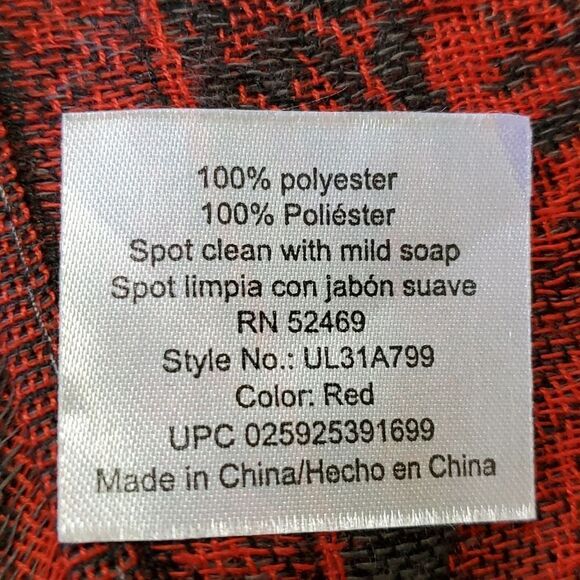 100% polyester
100% Poliéster
Spot clean with mild soap
Spot limpia con jabón suave
RN 52469
Style No.: UL31A799
Color: Red
UPC 025925391699
Made in China/Hecho en China